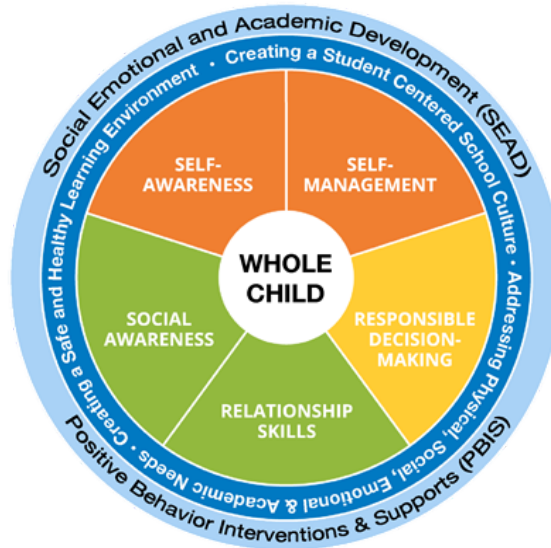 Social Emotional and Academic Development (SEAD)
Creating a Safe and Healthy Learning Environment • Creating a Student Centered School Culture • Addressing Physical, Social, Emotional & Academic Needs •
SELF-
AWARENESS
SELF-
MANAGEMENT
WHOLE
CHILD
SOCIAL
AWARENESS
RESPONSIBLE
DECISION-
MAKING
RELATIONSHIP
SKILLS
Positive Behavior Interventions & Supports (PBIS)